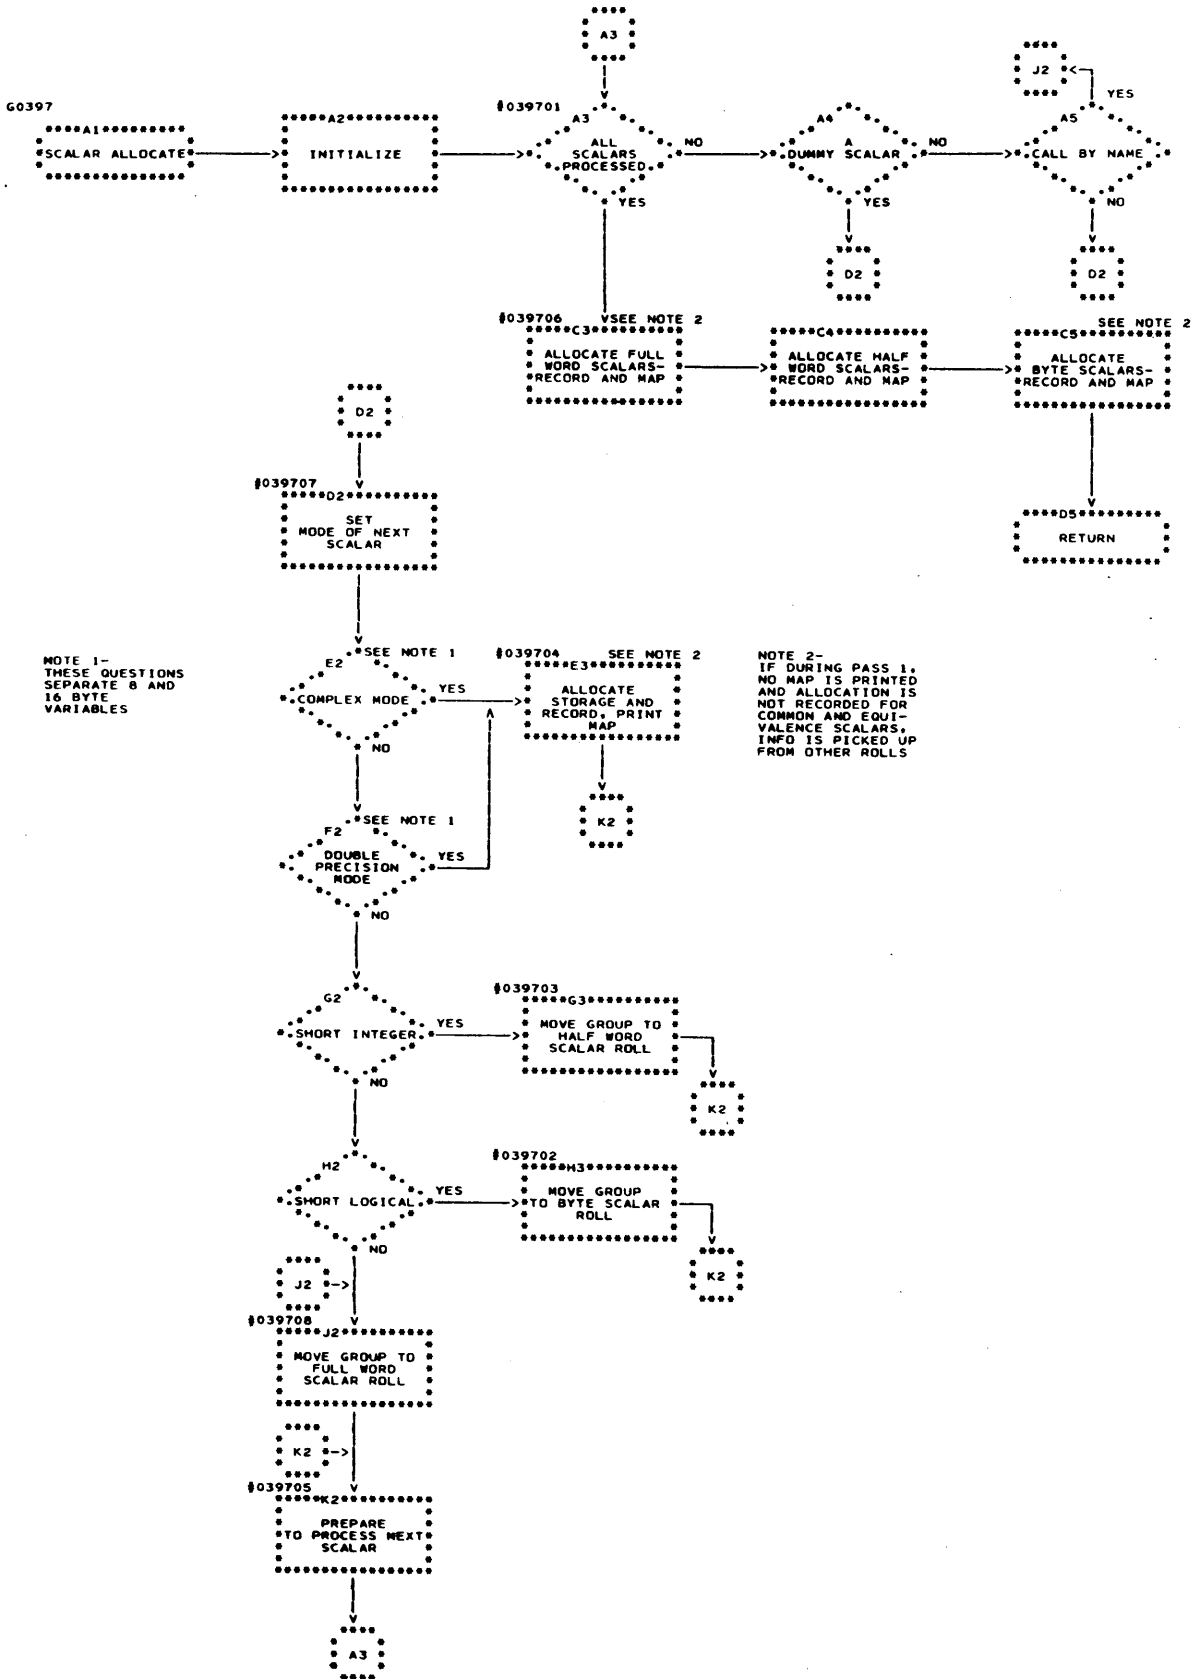 A3
J2
YES
G0397
#039701
A1
SCALAR ALLOCATE
A2
INITIALIZE
A3
ALL
SCALARS
PROCESSED
NO
YES
A4
A
DUMMY SCALAR
NO
YES
A5
CALL BY NAME
NO
D2
D2
#039706
SEE NOTE 2
C3
ALLOCATE FULL
WORD SCALARS-
RECORD AND MAP
C4
ALLOCATE HALF
WORD SCALARS-
RECORD AND MAP
SEE NOTE 2
C5
ALLOCATE
BYTE SCALARS-
RECORD AND MAP
D2
#039707
D2
SET
MODE OF NEXT
SCALAR
D5
RETURN
NOTE 1-
THESE QUESTIONS
SEPARATE 8 AND
16 BYTE
VARIABLES
SEE NOTE 1
E2
COMPLEX MODE
YES
NO
#039704
SEE NOTE 2
E3
ALLOCATE
STORAGE AND
RECORD, PRINT
MAP
NOTE 2-
IF DURING PASS 1,
NO MAP IS PRINTED
AND ALLOCATION IS
NOT RECORDED FOR
COMMON AND EQUI-
VALENCE SCALARS,
INFO IS PICKED UP
FROM OTHER ROLLS
K2
SEE NOTE 1
F2
DOUBLE
PRECISION
MODE
YES
NO
G2
SHORT INTEGER
YES
NO
#039703
G3
MOVE GROUP TO
HALF WORD
SCALAR ROLL
K2
H2
SHORT LOGICAL
YES
NO
#039702
H3
MOVE GROUP
TO BYTE SCALAR
ROLL
K2
J2
#039708
J2
MOVE GROUP TO
FULL WORD
SCALAR ROLL
K2
#039705
K2
PREPARE
TO PROCESS NEXT
SCALAR
A3